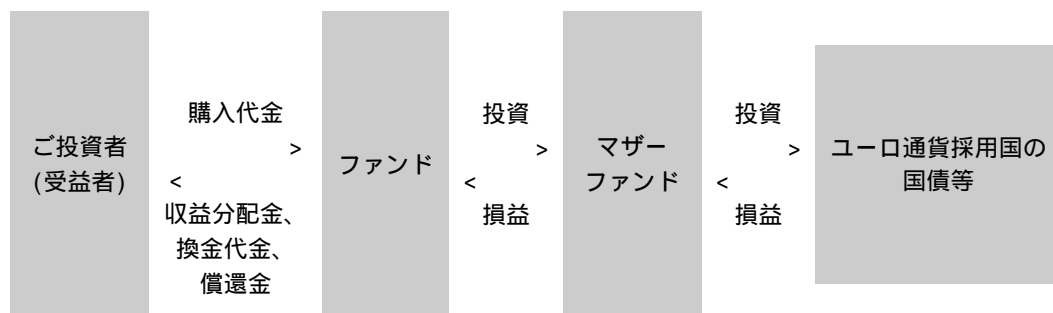 ご投資者
(受益者)
購入代金
>
<
収益分配金、
換金代金、
償還金
ファンド
投資
>
<
損益
マザー
ファンド
投資
>
<
損益
ユーロ通貨採用国の
国債等